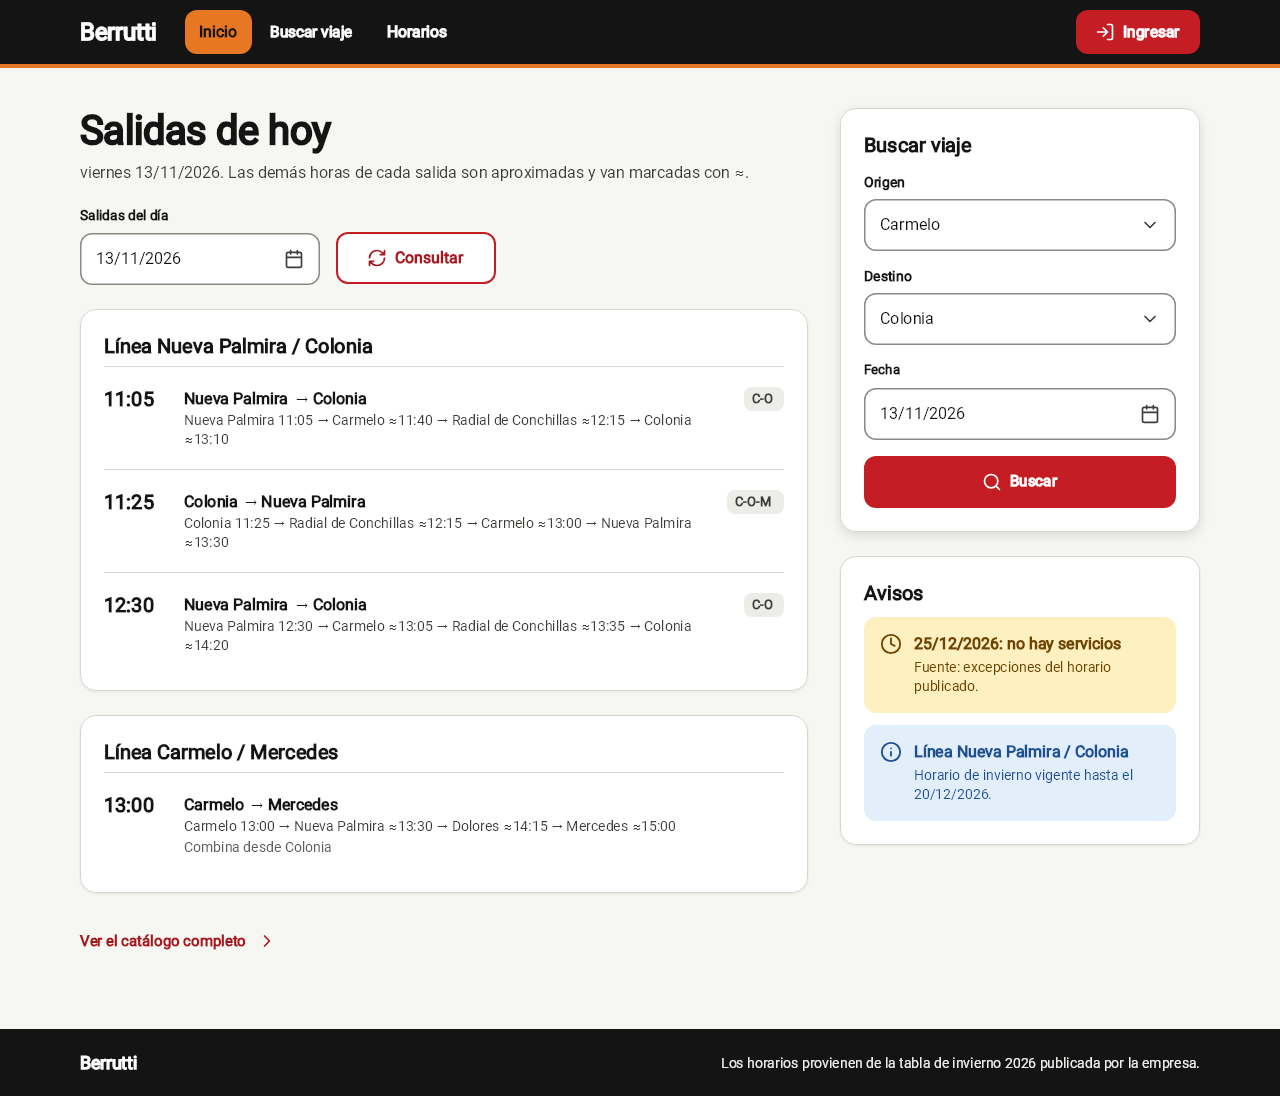 Berrutti
Inicio
Buscar viaje
Horarios
Ingresar
Salidas de hoy
viernes 13/11/2026. Las demás horas de cada salida son aproximadas y van marcadas con ≈.
Salidas del día
13/11/2026
Consultar
Línea Nueva Palmira / Colonia
11:05
Nueva Palmira → Colonia
C-O
Nueva Palmira 11:05 → Carmelo ≈11:40 → Radial de Conchillas ≈12:15 → Colonia
≈13:10
11:25
Colonia → Nueva Palmira
C-O-M
Colonia 11:25 → Radial de Conchillas ≈12:15 → Carmelo ≈13:00 → Nueva Palmira
≈13:30
12:30
Nueva Palmira → Colonia
C-O
Nueva Palmira 12:30 → Carmelo ≈13:05 → Radial de Conchillas ≈13:35 → Colonia
≈14:20
Línea Carmelo / Mercedes
13:00
Carmelo → Mercedes
Carmelo 13:00 → Nueva Palmira ≈13:30 → Dolores ≈14:15 → Mercedes ≈15:00
Combina desde Colonia
Ver el catálogo completo
Buscar viaje
Origen
Carmelo
Destino
Colonia
Fecha
13/11/2026
Buscar
Avisos
25/12/2026: no hay servicios
Fuente: excepciones del horario
publicado.
Línea Nueva Palmira / Colonia
Horario de invierno vigente hasta el
20/12/2026.
Berrutti
Los horarios provienen de la tabla de invierno 2026 publicada por la empresa.